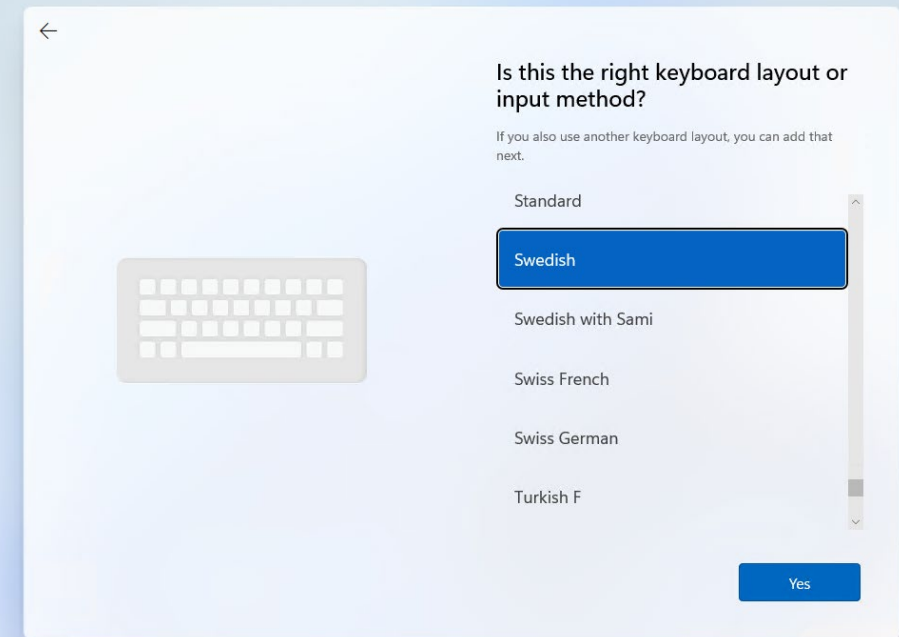 Is this the right keyboard layout or
input method?
If you also use another keyboard layout, you can add that
next.
Standard
Swedish
Swedish with Sami
Swiss French
Swiss German
Turkish F
Yes